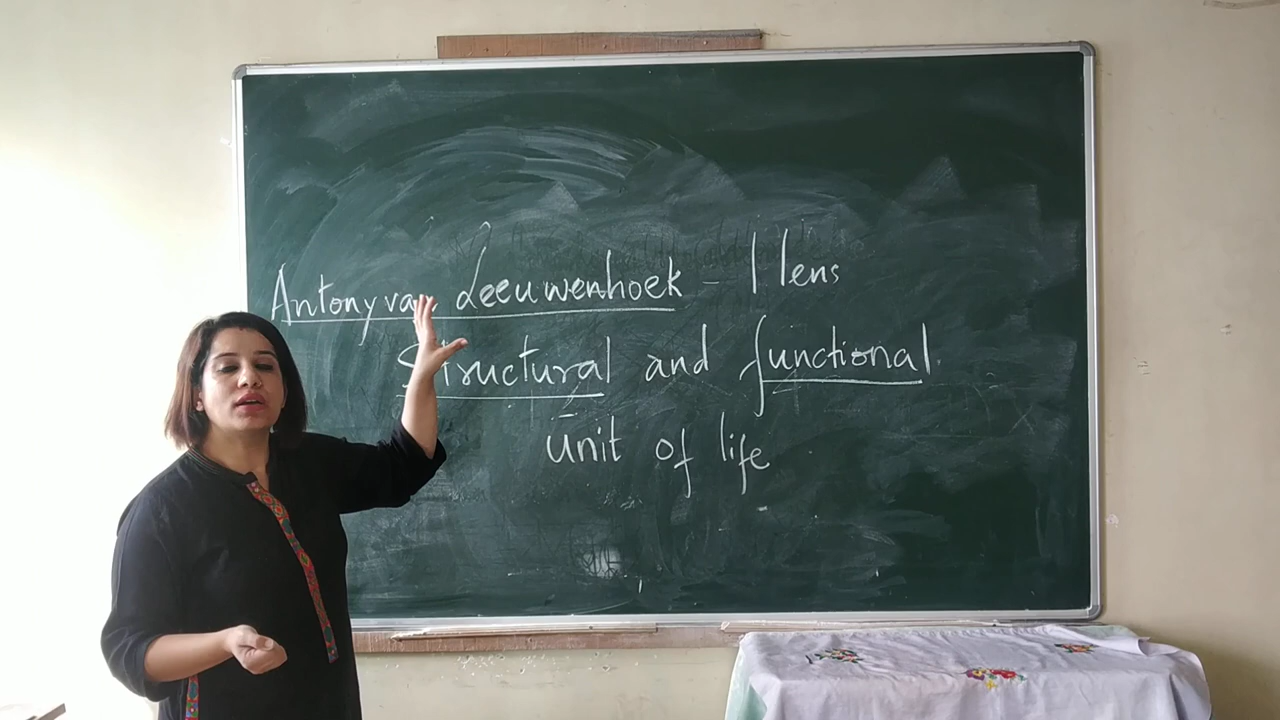 Antony van Leeuwenhoek - 1 lens
Structural and functional
unit of life